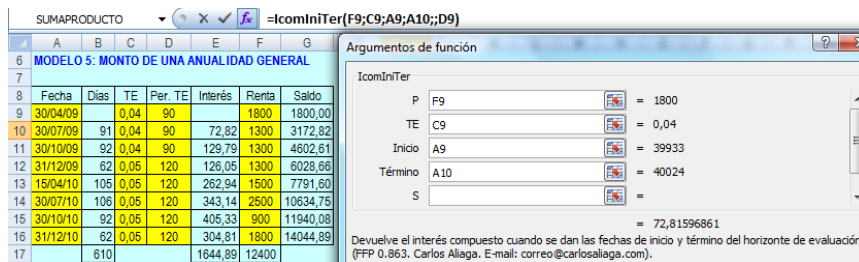 SUMAPRODUCTO =IcomIniTer(F9;C9;A9;A10;;D9)
A B C D E F G
6 MODELO 5: MONTO DE UNA ANUALIDAD GENERAL
7
8 Fecha Días TE Per. TE Interés Renta Saldo
9 30/04/09 0,04 90 1800 1800,00
10 30/07/09 91 0,04 90 72,82 1300 3172,82
11 30/10/09 92 0,04 90 129,79 1300 4602,61
12 31/12/09 62 0,05 120 126,05 1300 6028,66
13 15/04/10 105 0,05 120 262,94 1500 7791,60
14 30/07/10 106 0,05 120 343,14 2500 10634,75
15 30/10/10 92 0,05 120 405,33 900 11940,08
16 31/12/10 62 0,05 120 304,81 1800 14044,89
17 610 1644,89 12400
Argumentos de función
IcomIniTer
P F9 = 1800
TE C9 = 0,04
Inicio A9 = 39933
Término A10 = 40024
S =
= 72,81596861
Devuelve el interés compuesto cuando se dan las fechas de inicio y término del horizonte de evaluación
(FFP 0.863. Carlos Aliaga. E-mail: correo@carlosaliaga.com).